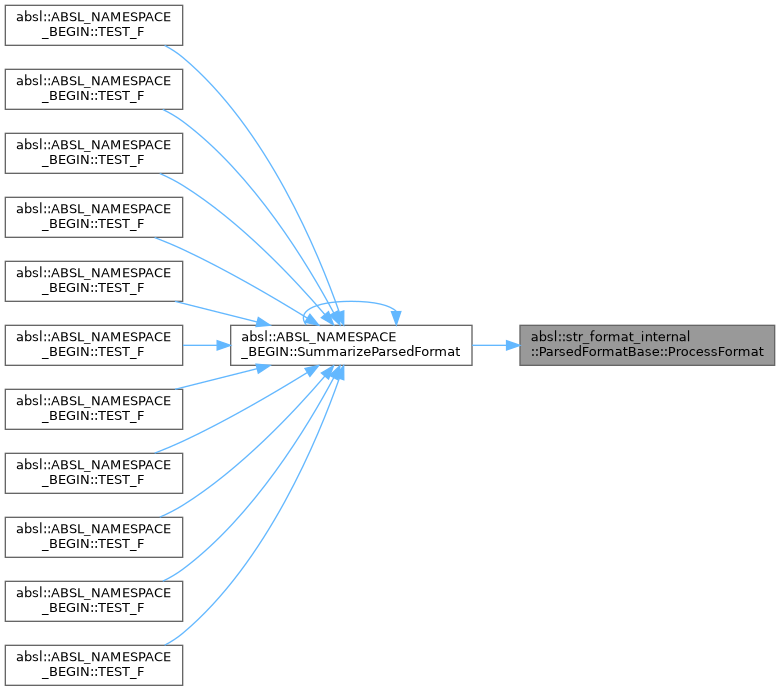 absl::ABSL_NAMESPACE
_BEGIN::TEST_F
absl::ABSL_NAMESPACE
_BEGIN::TEST_F
absl::ABSL_NAMESPACE
_BEGIN::TEST_F
absl::ABSL_NAMESPACE
_BEGIN::TEST_F
absl::ABSL_NAMESPACE
_BEGIN::TEST_F
absl::ABSL_NAMESPACE
_BEGIN::TEST_F
absl::ABSL_NAMESPACE
_BEGIN::TEST_F
absl::ABSL_NAMESPACE
_BEGIN::TEST_F
absl::ABSL_NAMESPACE
_BEGIN::TEST_F
absl::ABSL_NAMESPACE
_BEGIN::TEST_F
absl::ABSL_NAMESPACE
_BEGIN::TEST_F
absl::ABSL_NAMESPACE
_BEGIN::SummarizeParsedFormat
absl::str_format_internal
::ParsedFormatBase::ProcessFormat